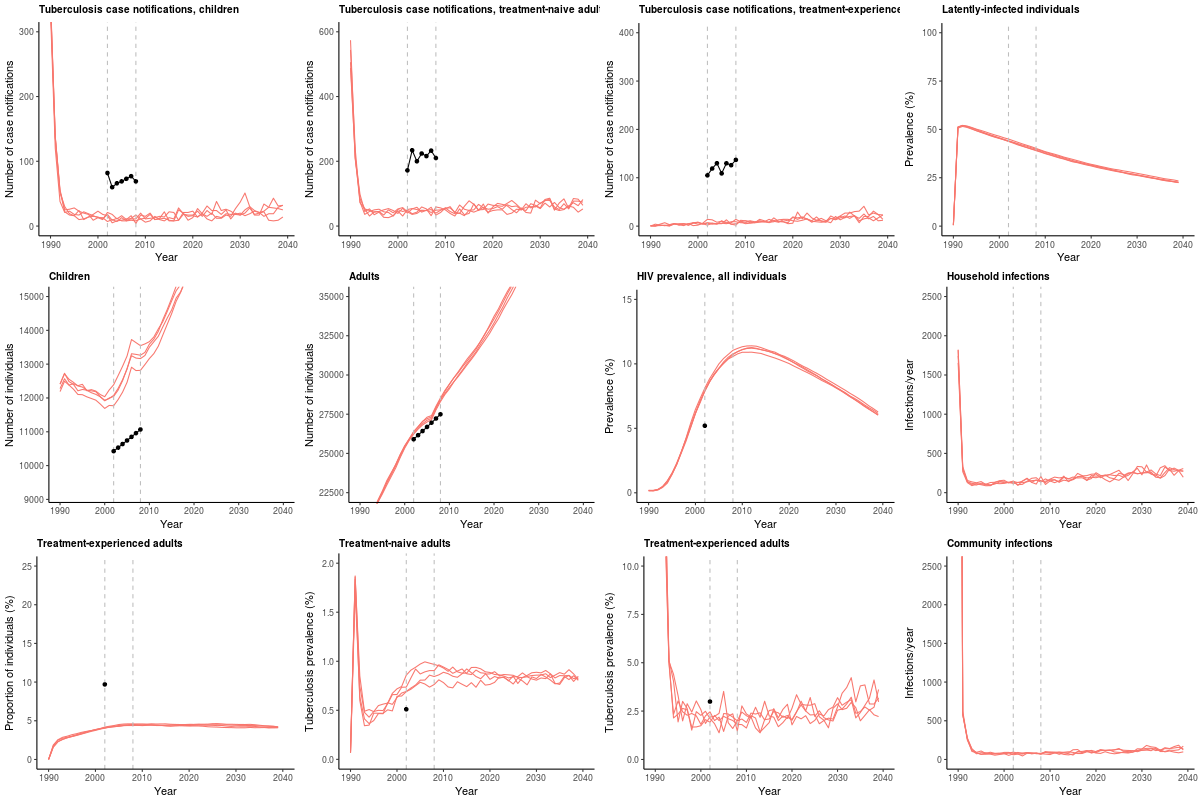 Tuberculosis case notifications, children
Number of case notifications
300
200
100
0
1990 2000 2010 2020 2030 2040
Year
Tuberculosis case notifications, treatment-naive adult
Number of case notifications
600
400
200
0
1990 2000 2010 2020 2030 2040
Year
Tuberculosis case notifications, treatment-experience
Number of case notifications
400
300
200
100
0
1990 2000 2010 2020 2030 2040
Year
Latently-infected individuals
Prevalence (%)
100
75
50
25
0
1990 2000 2010 2020 2030 2040
Year
Children
Number of individuals
15000
14000
13000
12000
11000
10000
9000
1990 2000 2010 2020 2030 2040
Year
Adults
Number of individuals
35000
32500
30000
27500
25000
22500
1990 2000 2010 2020 2030 2040
Year
HIV prevalence, all individuals
Prevalence (%)
15
10
5
0
1990 2000 2010 2020 2030 2040
Year
Household infections
Infections/year
2500
2000
1500
1000
500
0
1990 2000 2010 2020 2030 2040
Year
Treatment-experienced adults
Proportion of individuals (%)
25
20
15
10
5
0
1990 2000 2010 2020 2030 2040
Year
Treatment-naive adults
Tuberculosis prevalence (%)
2.0
1.5
1.0
0.5
0.0
1990 2000 2010 2020 2030 2040
Year
Treatment-experienced adults
Tuberculosis prevalence (%)
10.0
7.5
5.0
2.5
0.0
1990 2000 2010 2020 2030 2040
Year
Community infections
Infections/year
2500
2000
1500
1000
500
0
1990 2000 2010 2020 2030 2040
Year